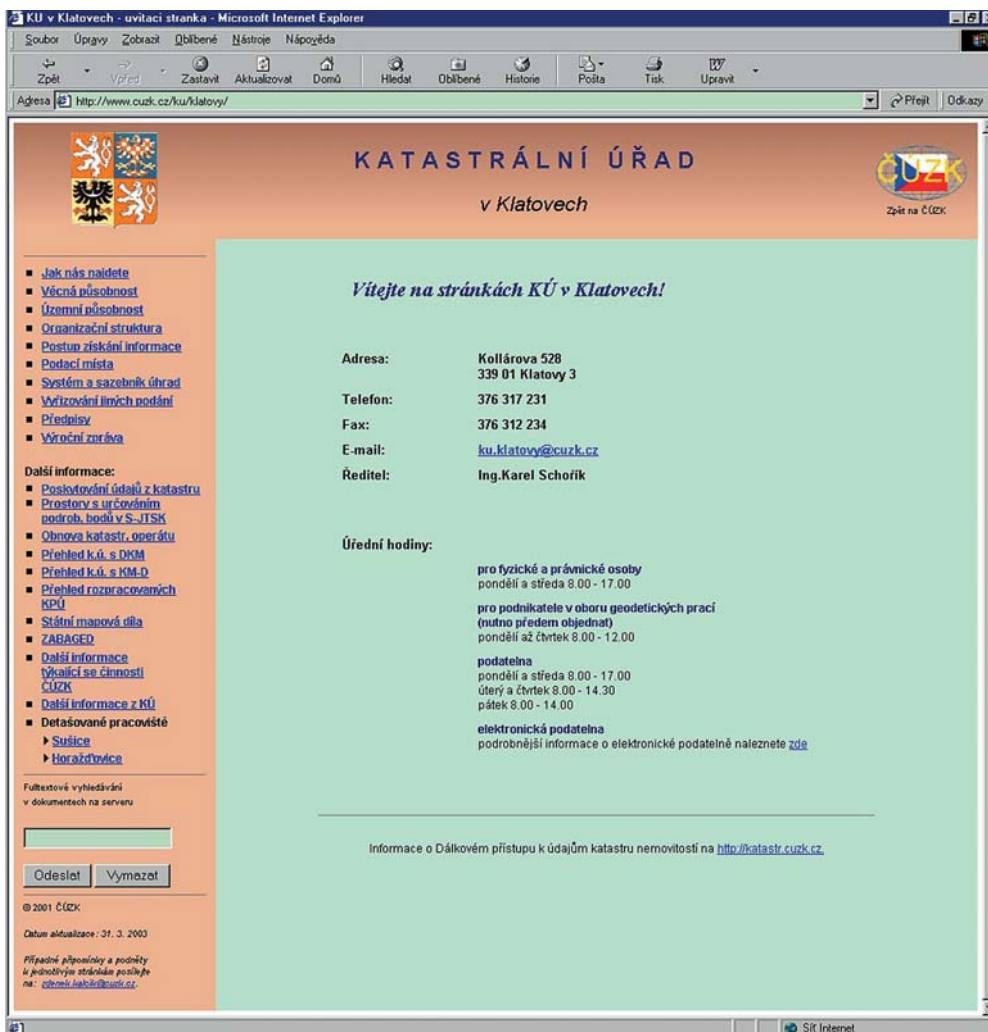 KU v Klatovech - uvitaci stranka - Microsoft Internet Explorer
Soubor Úpravy Zobrazit Oblíbené Nástroje Nápověda
Zpět Vpřed Zastavit Aktualizovat Domů Hledat Oblíbené Historie Pošta Tisk Upravit
Adresa http://www.cuzk.cz/ku/klatovy/ Přejít Odkazy
KATASTRÁLNÍ ÚŘAD
v Klatovech
ČÚZK
Zpět na ČÚZK
Jak nás najdete
Věcná působnost
Územní působnost
Organizační struktura
Postup získání informace
Podací místa
Systém a sazebník úhrad
Vyřizování jiných podání
Předpisy
Výroční zpráva
Další informace:
Poskytování údajů z katastru
Prostory s určováním
podrob. bodů v S-JTSK
Obnova katastr. operátu
Přehled k.ú. s DKM
Přehled k.ú. s KM-D
Přehled rozpracovaných
KPÚ
Státní mapová díla
ZABAGED
Další informace
týkající se činnosti
ČÚZK
Další informace z KÚ
Detašované pracoviště
Sušice
Horažďovice
Fulltextové vyhledávání
v dokumentech na serveru
Odeslat Vymazat
© 2001 ČÚZK
Datum aktualizace: 31. 3. 2003
Případné připomínky a podněty
k jednotlivým stránkám posílejte
na:
Vítejte na stránkách KÚ v Klatovech!
Adresa: Kollárova 528
339 01 Klatovy 3
Telefon: 376 317 231
Fax: 376 312 234
E-mail: ku.klatovy@cuzk.cz
Ředitel: Ing.Karel Schořík
Úřední hodiny:
pro fyzické a právnické osoby
pondělí a středa 8.00 - 17.00
pro podnikatele v oboru geodetických prací
(nutno předem objednat)
pondělí až čtvrtek 8.00 - 12.00
podatelna
pondělí a středa 8.00 - 17.00
úterý a čtvrtek 8.00 - 14.30
pátek 8.00 - 14.00
elektronická podatelna
podrobnější informace o elektronické podatelně naleznete zde
Informace o Dálkovém přístupu k údajům katastru nemovitostí na http://katastr.cuzk.cz.
Síť Internet